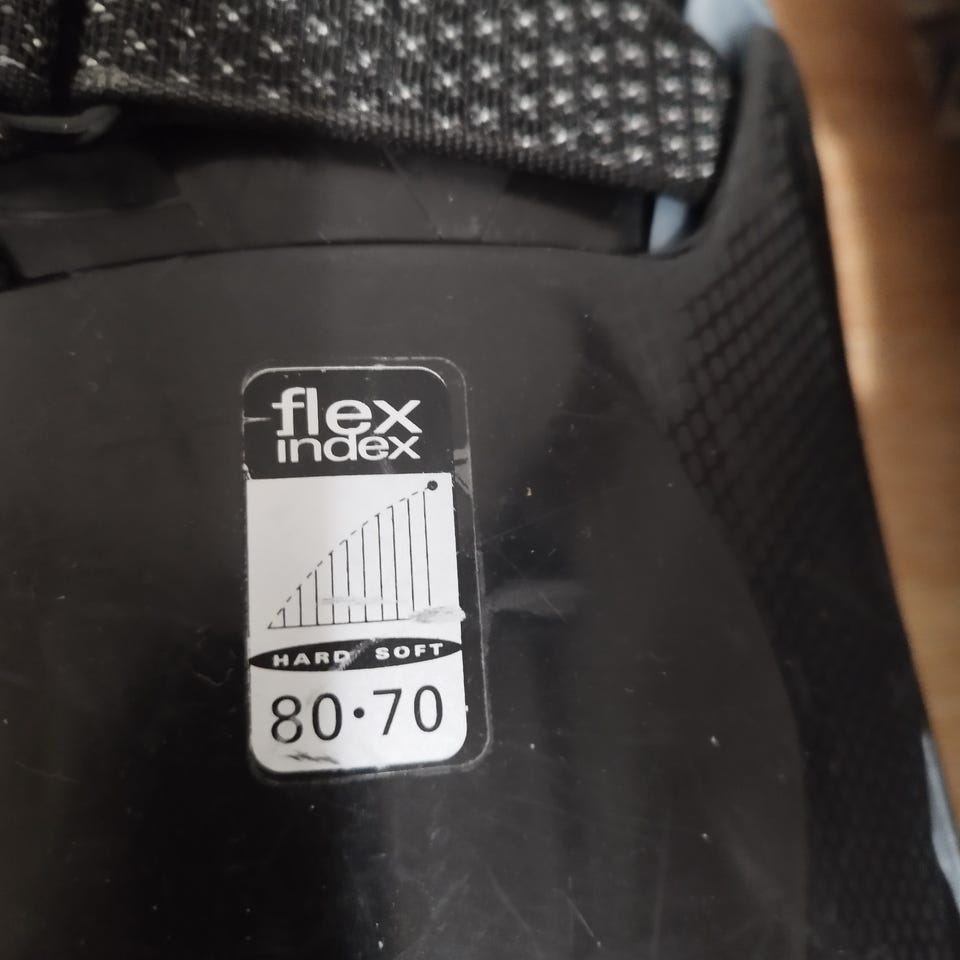 flex
index
HARD SOFT
80•70